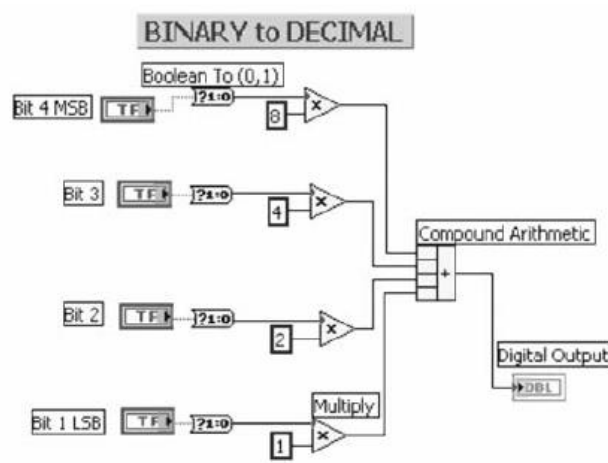 BINARY to DECIMAL
Boolean To (0,1)
Bit 4 MSB
TF
?1:0
8
x
Bit 3
TF
?1:0
4
x
Compound Arithmetic
+
Bit 2
TF
?1:0
2
x
Digital Output
DBL
Multiply
Bit 1 LSB
TF
?1:0
1
x